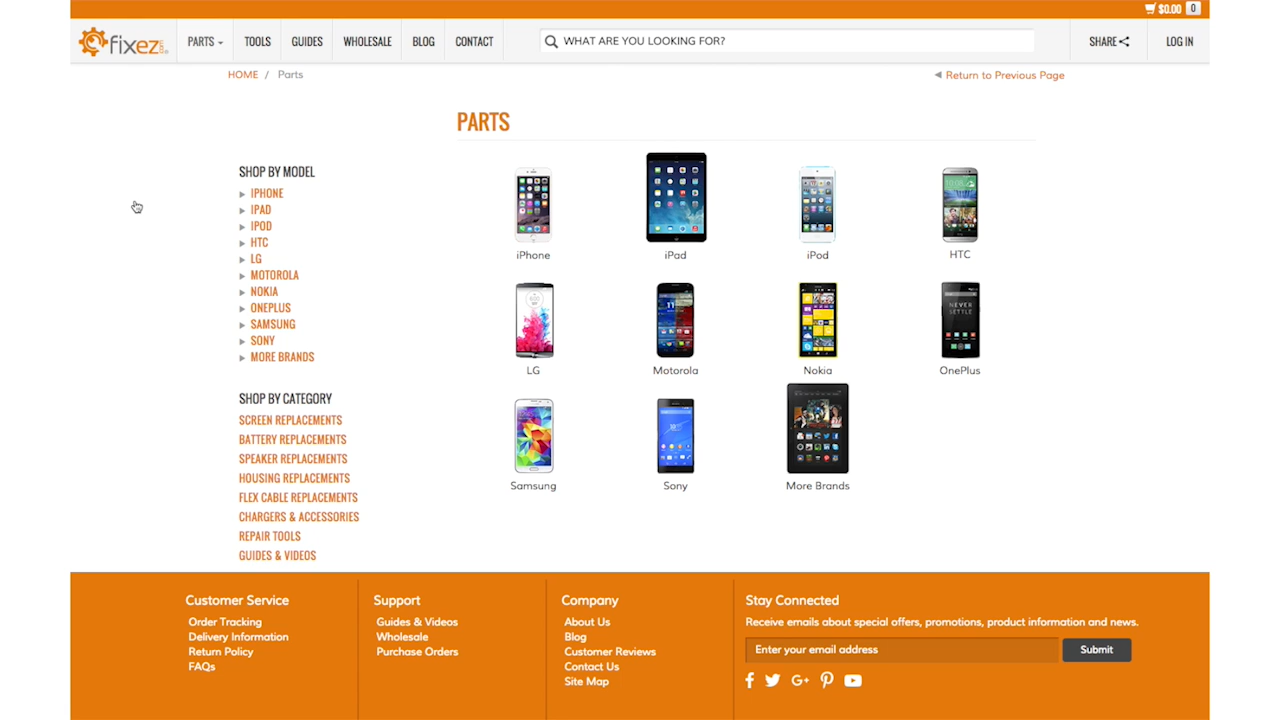 $0.00 0
fixez.com
PARTS
TOOLS
GUIDES
WHOLESALE
BLOG
CONTACT
WHAT ARE YOU LOOKING FOR?
SHARE
LOG IN
HOME / Parts
Return to Previous Page
PARTS
SHOP BY MODEL
IPHONE
IPAD
IPOD
HTC
LG
MOTOROLA
NOKIA
ONEPLUS
SAMSUNG
SONY
MORE BRANDS
SHOP BY CATEGORY
SCREEN REPLACEMENTS
BATTERY REPLACEMENTS
SPEAKER REPLACEMENTS
HOUSING REPLACEMENTS
FLEX CABLE REPLACEMENTS
CHARGERS & ACCESSORIES
REPAIR TOOLS
GUIDES & VIDEOS
iPhone
iPad
iPod
HTC
LG
Motorola
Nokia
NEVER
SETTLE
OnePlus
Samsung
Sony
More Brands
Customer Service
Order Tracking
Delivery Information
Return Policy
FAQs
Support
Guides & Videos
Wholesale
Purchase Orders
Company
About Us
Blog
Customer Reviews
Contact Us
Site Map
Stay Connected
Receive emails about special offers, promotions, product information and news.
Enter your email address
Submit